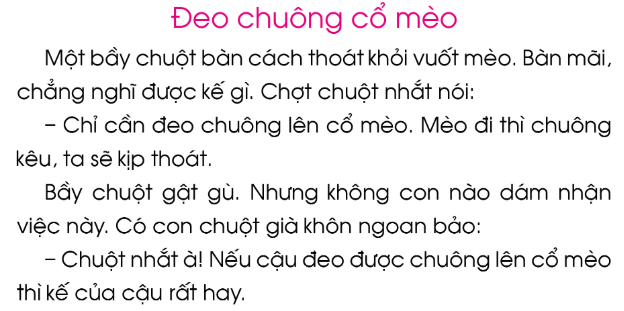 Đeo chuông cổ mèo
Một bầy chuột bàn cách thoát khỏi vuốt mèo. Bàn mãi,
chẳng nghĩ được kế gì. Chợt chuột nhắt nói:
– Chỉ cần đeo chuông lên cổ mèo. Mèo đi thì chuông
kêu, ta sẽ kịp thoát.
Bầy chuột gật gù. Nhưng không con nào dám nhận
việc này. Có con chuột già khôn ngoan bảo:
– Chuột nhắt à! Nếu cậu đeo được chuông lên cổ mèo
thì kế của cậu rất hay.